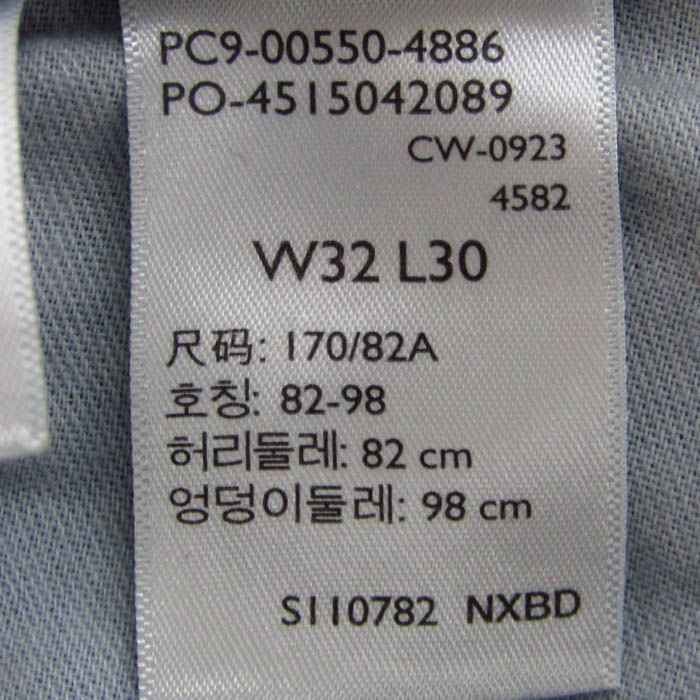 PC9-00550-4886
PO-4515042089
CW-0923
4582
W32 L30
尺码: 170/82A
호칭: 82-98
허리둘레: 82 cm
엉덩이둘레: 98 cm
S110782 NXBD